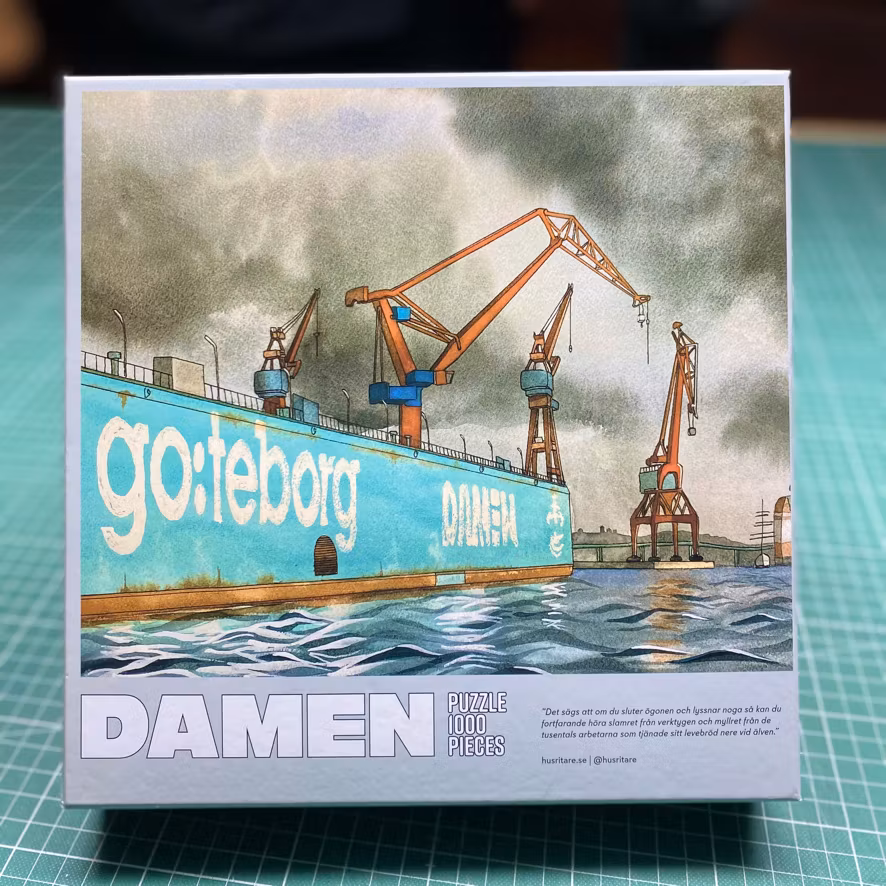 go:teborg
DAMEN
DAMEN
PUZZLE
1000
PIECES
"Det sägs att om du sluter ögonen och lyssnar noga så kan du
fortfarande höra slamret från verktygen och myllret från de
tusentals arbetarna som tjänade sitt levebröd nere vid älven."
husritare.se | @husritare